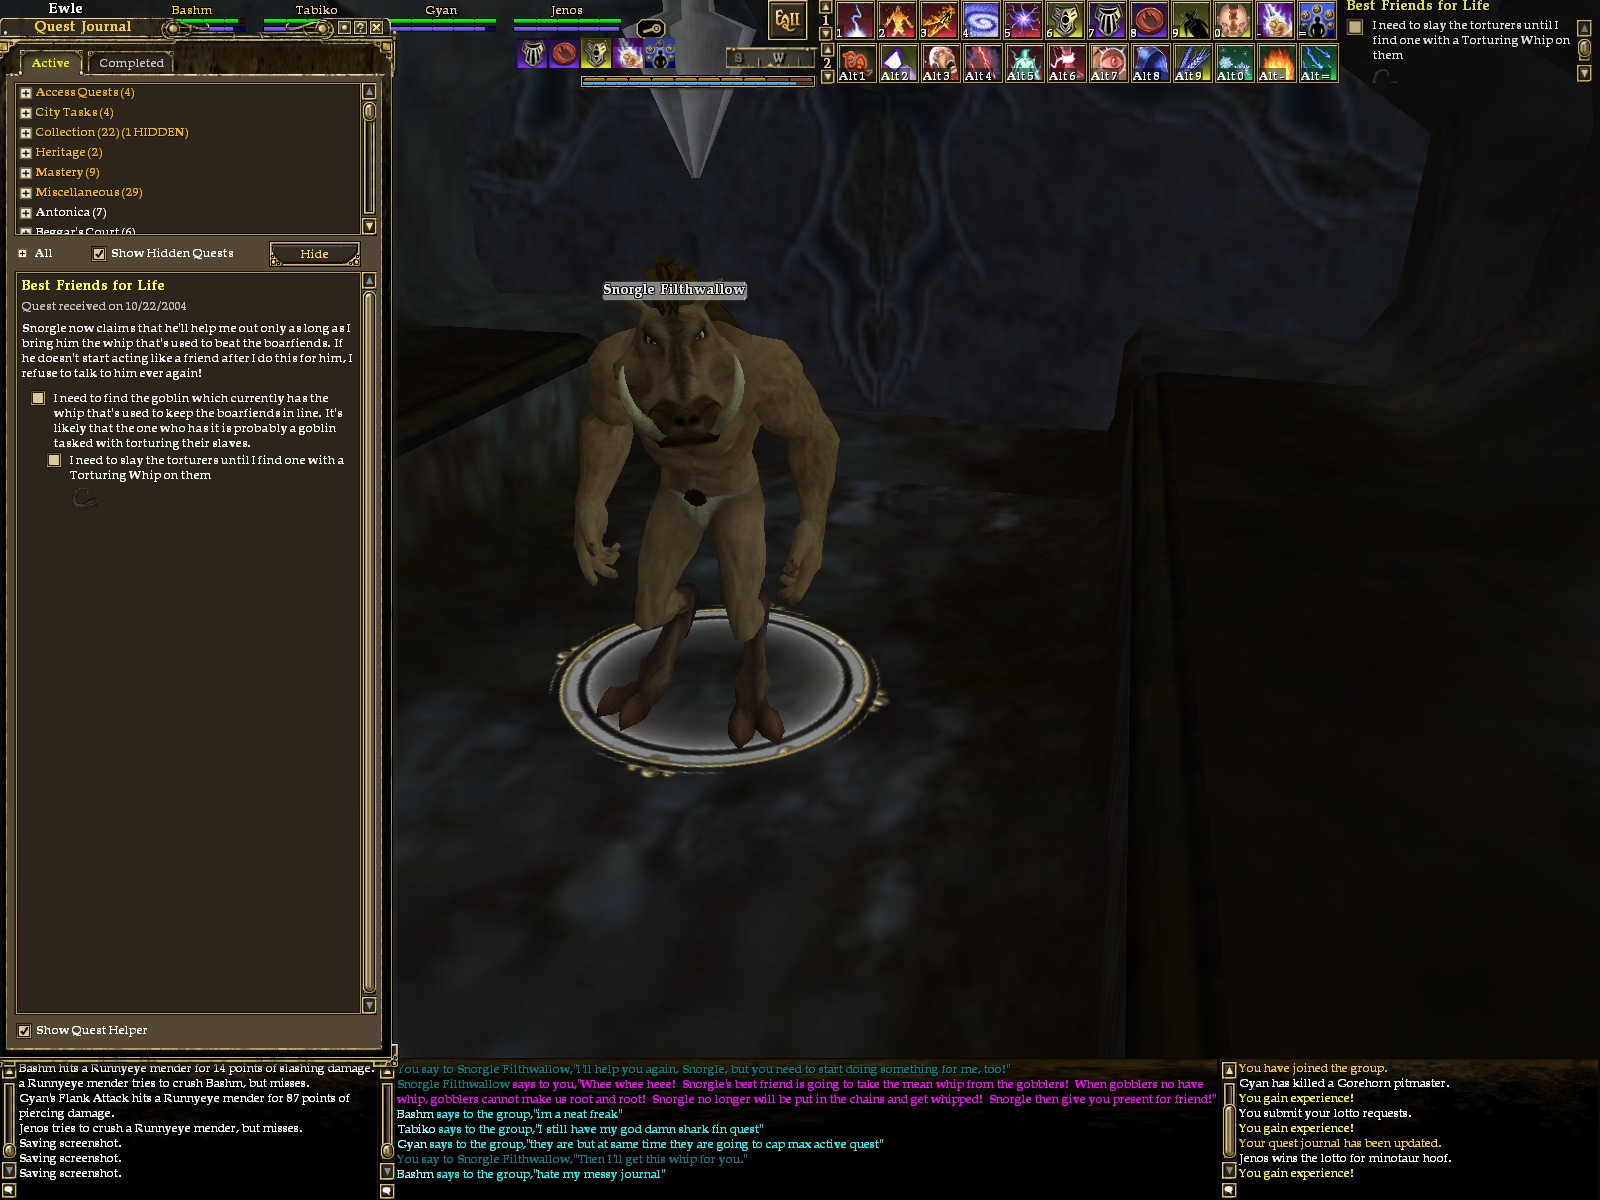 Ewle
Bashm
Tabiko
Gyan
Jenos
Quest Journal
?
Active
Completed
Access Quests (4)
City Tasks (4)
Collection (22) (1 HIDDEN)
Heritage (2)
Mastery (9)
Miscellaneous (29)
Antonica (7)
Beggar's Court (6)
All
Show Hidden Quests
Hide
Best Friends for Life
Quest received on 10/22/2004
Snorgle now claims that he'll help me out only as long as I
bring him the whip that's used to beat the boarfiends. If
he doesn't start acting like a friend after I do this for him, I
refuse to talk to him ever again!
I need to find the goblin which currently has the
whip that's used to keep the boarfiends in line. It's
likely that the one who has it is probably a goblin
tasked with torturing their slaves.
I need to slay the torturers until I find one with a
Torturing Whip on them
Show Quest Helper
S W
EQII
1
1 2 3 4 5 6 7 8 9 0 - =
2
Alt 1 Alt 2 Alt 3 Alt 4 Alt 5 Alt 6 Alt 7 Alt 8 Alt 9 Alt 0 Alt - Alt =
Best Friends for Life
I need to slay the torturers until I
find one with a Torturing Whip on
them
Snorgle Filthwallow
Bashm hits a Runnyeye mender for 14 points of slashing damage.
a Runnyeye mender tries to crush Bashm, but misses.
Gyan's Flank Attack hits a Runnyeye mender for 87 points of
piercing damage.
Jenos tries to crush a Runnyeye mender, but misses.
Saving screenshot.
Saving screenshot.
Saving screenshot.
You say to Snorgle Filthwallow,"I'll help you again, Snorgle, but you need to start doing something for me, too!"
Snorgle Filthwallow says to you,"Whee whee heee! Snorgle's best friend is going to take the mean whip from the gobblers! When gobblers no have
whip, gobblers cannot make us root and root! Snorgle no longer will be put in the chains and get whipped! Snorgle then give you present for friend!"
Bashm says to the group,"im a neat freak"
Tabiko says to the group,"I still have my god damn shark fin quest"
Gyan says to the group,"they are but at same time they are going to cap max active quest"
You say to Snorgle Filthwallow,"Then I'll get this whip for you."
Bashm says to the group,"hate my messy journal"
You have joined the group.
Gyan has killed a Gorehorn pitmaster.
You gain experience!
You submit your lotto requests.
You gain experience!
Your quest journal has been updated.
Jenos wins the lotto for minotaur hoof.
You gain experience!